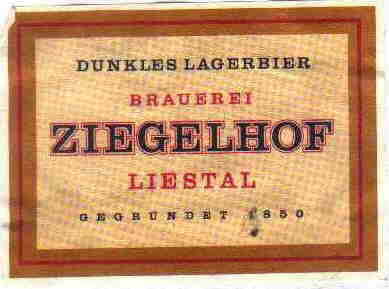 DUNKLES LAGERBIER
BRAUEREI
ZIEGELHOF
LIESTAL
GEGRÜNDET 1850